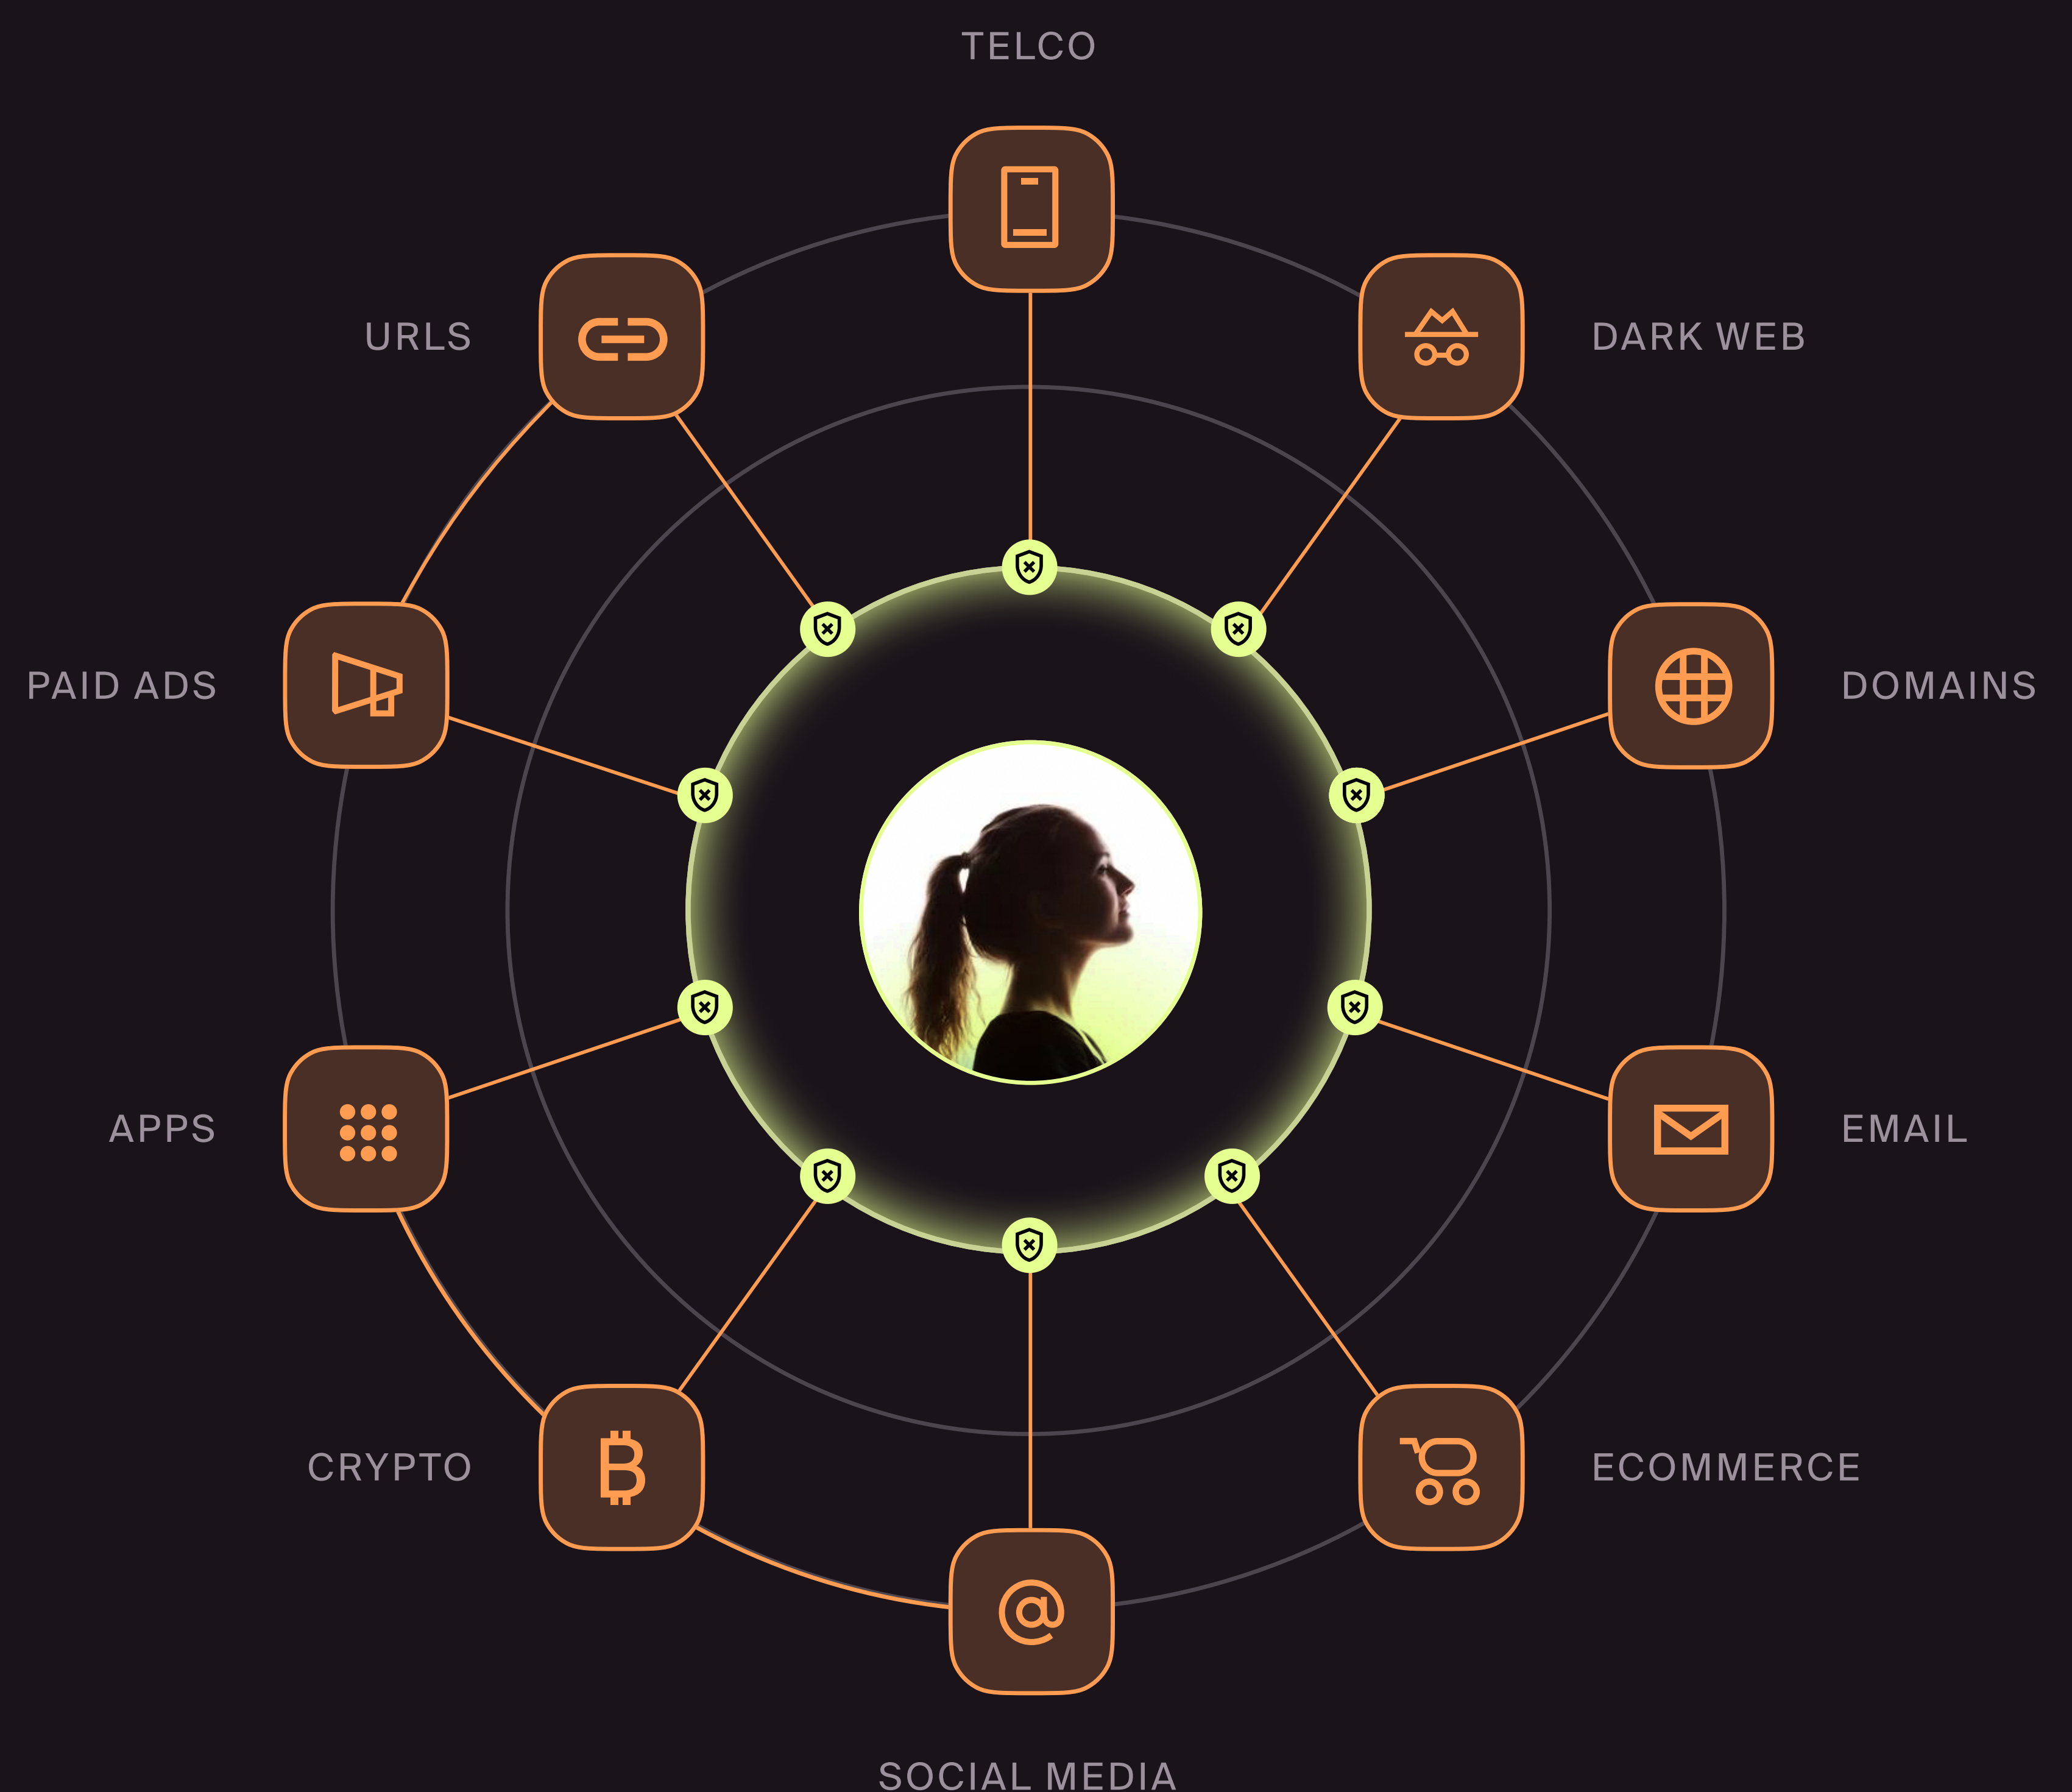 TELCO
URLS
DARK WEB
PAID ADS
DOMAINS
APPS
EMAIL
CRYPTO
ECOMMERCE
@
SOCIAL MEDIA